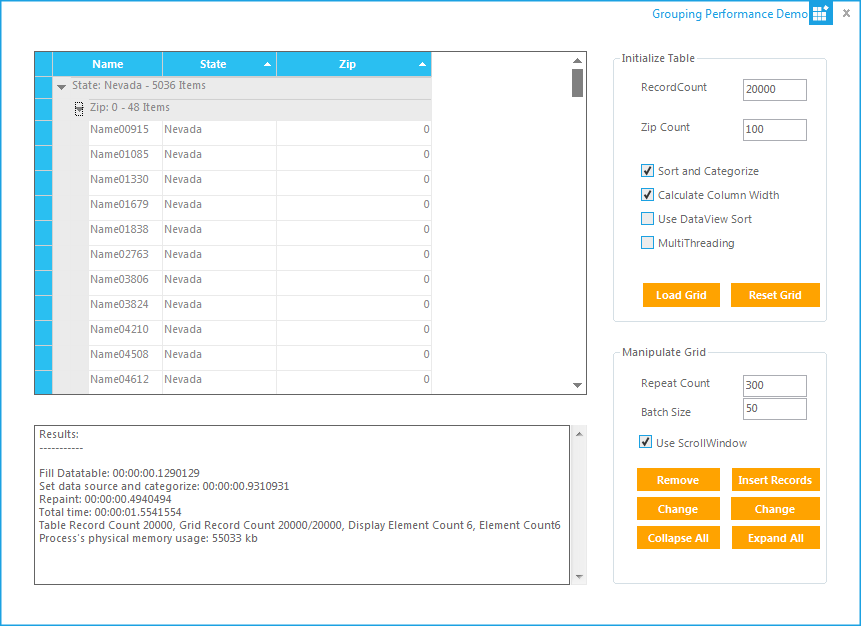 Grouping Performance Demo
Name State Zip
State: Nevada - 5036 Items
Zip: 0 - 48 Items
Name00915 Nevada 0
Name01085 Nevada 0
Name01330 Nevada 0
Name01679 Nevada 0
Name01838 Nevada 0
Name02763 Nevada 0
Name03806 Nevada 0
Name03824 Nevada 0
Name04210 Nevada 0
Name04508 Nevada 0
Name04612 Nevada 0
Results:
-----------
Fill Datatable: 00:00:00.1290129
Set data source and categorize: 00:00:00.9310931
Repaint: 00:00:00.4940494
Total time: 00:00:01.5541554
Table Record Count 20000, Grid Record Count 20000/20000, Display Element Count 6, Element Count6
Process's physical memory usage: 55033 kb
Initialize Table
RecordCount 20000
Zip Count 100
Sort and Categorize
Calculate Column Width
Use DataView Sort
MultiThreading
Load Grid Reset Grid
Manipulate Grid
Repeat Count 300
Batch Size 50
Use ScrollWindow
Remove Insert Records
Change Change
Collapse All Expand All